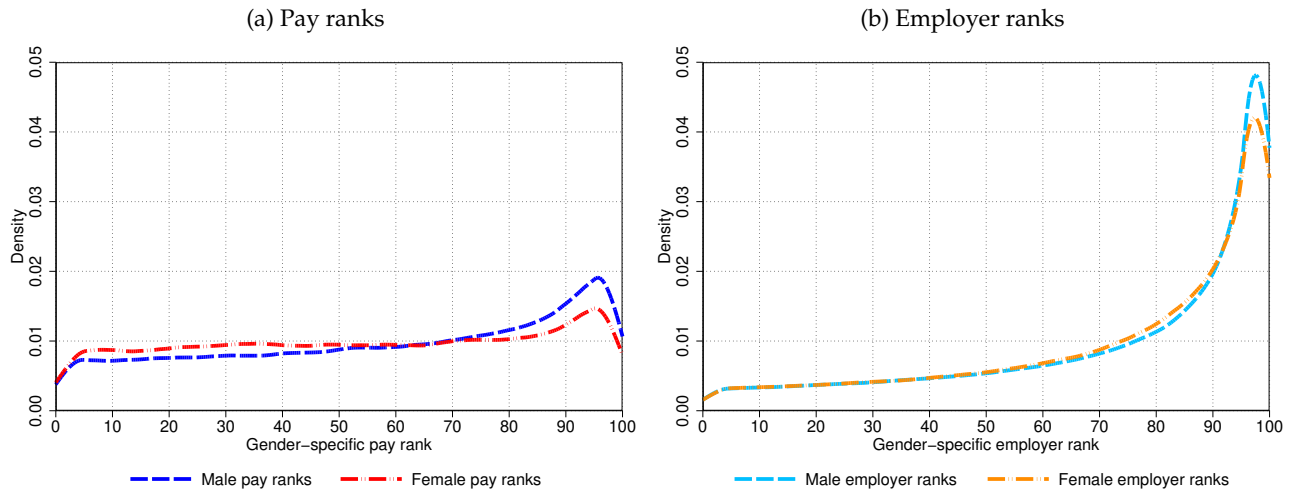 (a) Pay ranks
Density
0.05
0.04
0.03
0.02
0.01
0.00
0 10 20 30 40 50 60 70 80 90 100
Gender−specific pay rank
Male pay ranks Female pay ranks
(b) Employer ranks
Density
0.05
0.04
0.03
0.02
0.01
0.00
0 10 20 30 40 50 60 70 80 90 100
Gender−specific employer rank
Male employer ranks Female employer ranks